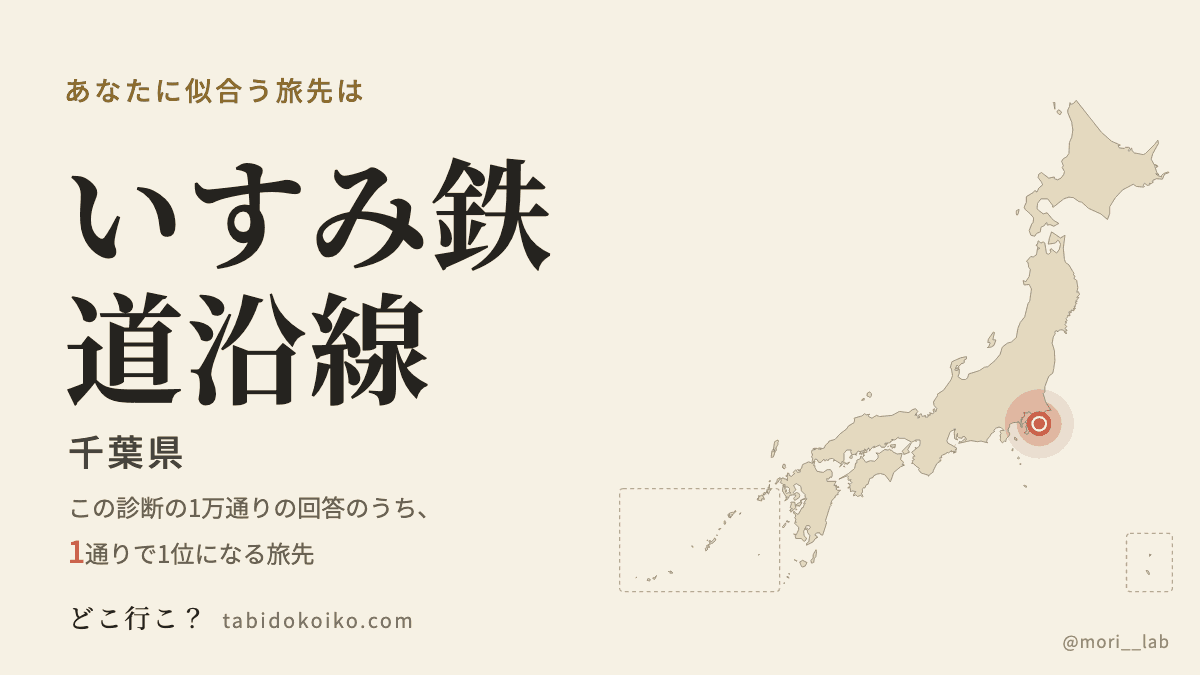 あなたに似合う旅先は
いすみ鉄
道沿線
千葉県
この診断の1万通りの回答のうち、
1通りで1位になる旅先
どこ行こ？ tabidokoiko.com
@mori__lab